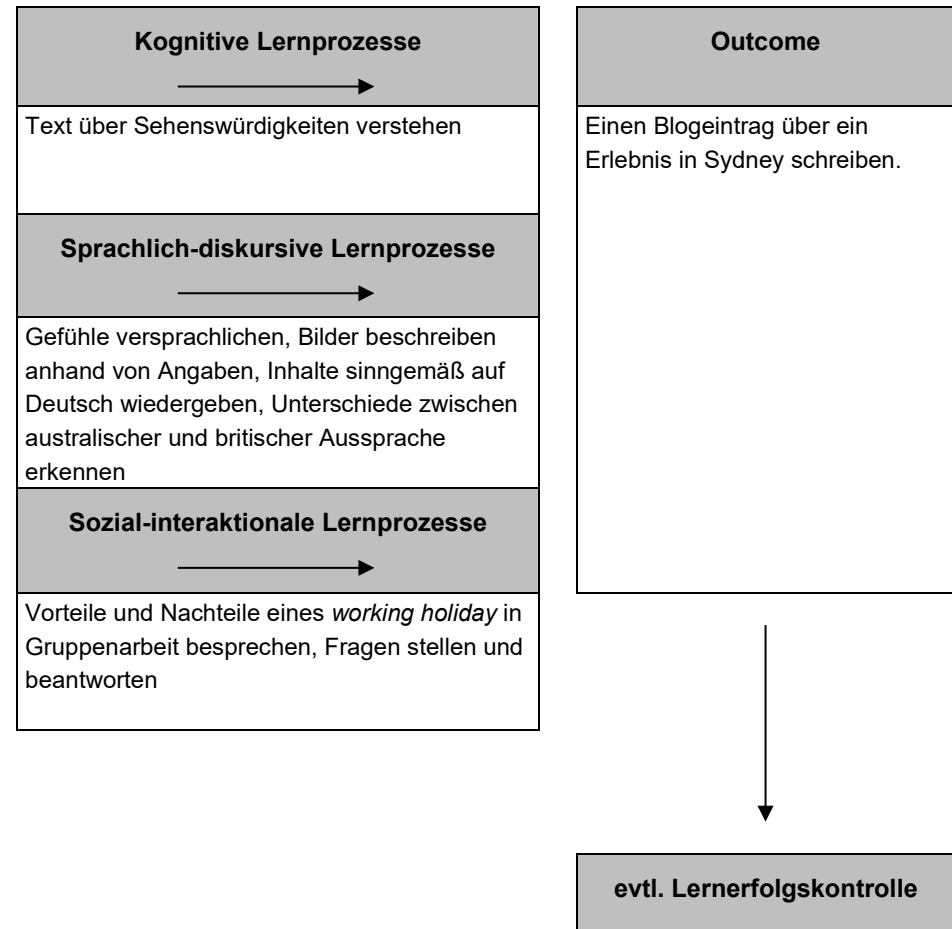 Kognitive Lernprozesse
Text über Sehenswürdigkeiten verstehen
Sprachlich-diskursive Lernprozesse
Gefühle versprachlichen, Bilder beschreiben
anhand von Angaben, Inhalte sinngemäß auf
Deutsch wiedergeben, Unterschiede zwischen
australischer und britischer Aussprache
erkennen
Sozial-interaktionale Lernprozesse
Vorteile und Nachteile eines working holiday in
Gruppenarbeit besprechen, Fragen stellen und
beantworten
Outcome
Einen Blogeintrag über ein
Erlebnis in Sydney schreiben.
evtl. Lernerfolgskontrolle